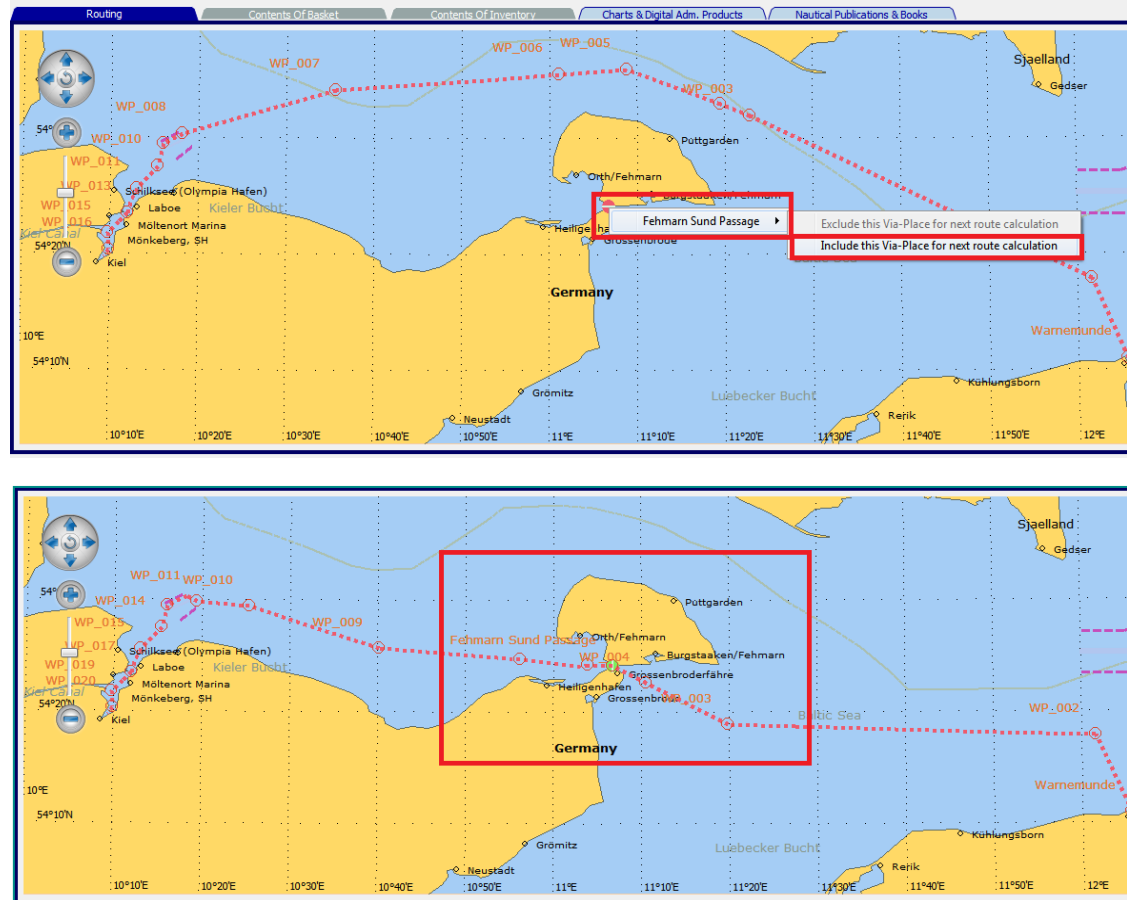 Routing
Contents Of Basket
Contents Of Inventory
Charts & Digital Adm. Products
Nautical Publications & Books
WP_006
WP_005
WP_007
Sjaelland
Gedser
WP_003
WP_008
54°
WP_010
Puttgarden
WP_011
Orth/Fehmarn
WP_013
Schilksee (Olympia Hafen)
Burgstaaken/Fehmarn
WP_015
Laboe
Kieler Bucht
WP_016
Möltenort Marina
Fehmarn Sund Passage
Exclude this Via-Place for next route calculation
Kiel Canal
Mönkeberg, SH
Grossenbrode
Include this Via-Place for next route calculation
54°20'N
Kiel
Germany
10°E
Warnemunde
54°10'N
Kühlungsborn
Grömitz
Luebecker Bucht
Neustadt
Rerik
10°10'E
10°20'E
10°30'E
10°40'E
10°50'E
11°E
11°10'E
11°20'E
11°30'E
11°40'E
11°50'E
12°E
Sjaelland
Gedser
WP_011
WP_010
54°
WP_014
Puttgarden
WP_015
WP_009
Fehmarn Sund Passage
Orth/Fehmarn
WP_017
Schilksee (Olympia Hafen)
WP_004
Burgstaaken/Fehmarn
WP_019
Laboe
Kieler Bucht
Grossenbroderfähre
WP_020
Möltenort Marina
Heiligenhafen
Kiel Canal
Mönkeberg, SH
Grossenbrode
WP_003
54°20'N
WP_002
Kiel
Baltic Sea
Germany
10°E
Warnemunde
54°10'N
Kühlungsborn
Grömitz
Luebecker Bucht
Neustadt
Rerik
10°10'E
10°20'E
10°30'E
10°40'E
10°50'E
11°E
11°10'E
11°20'E
11°30'E
11°40'E
11°50'E
12°E